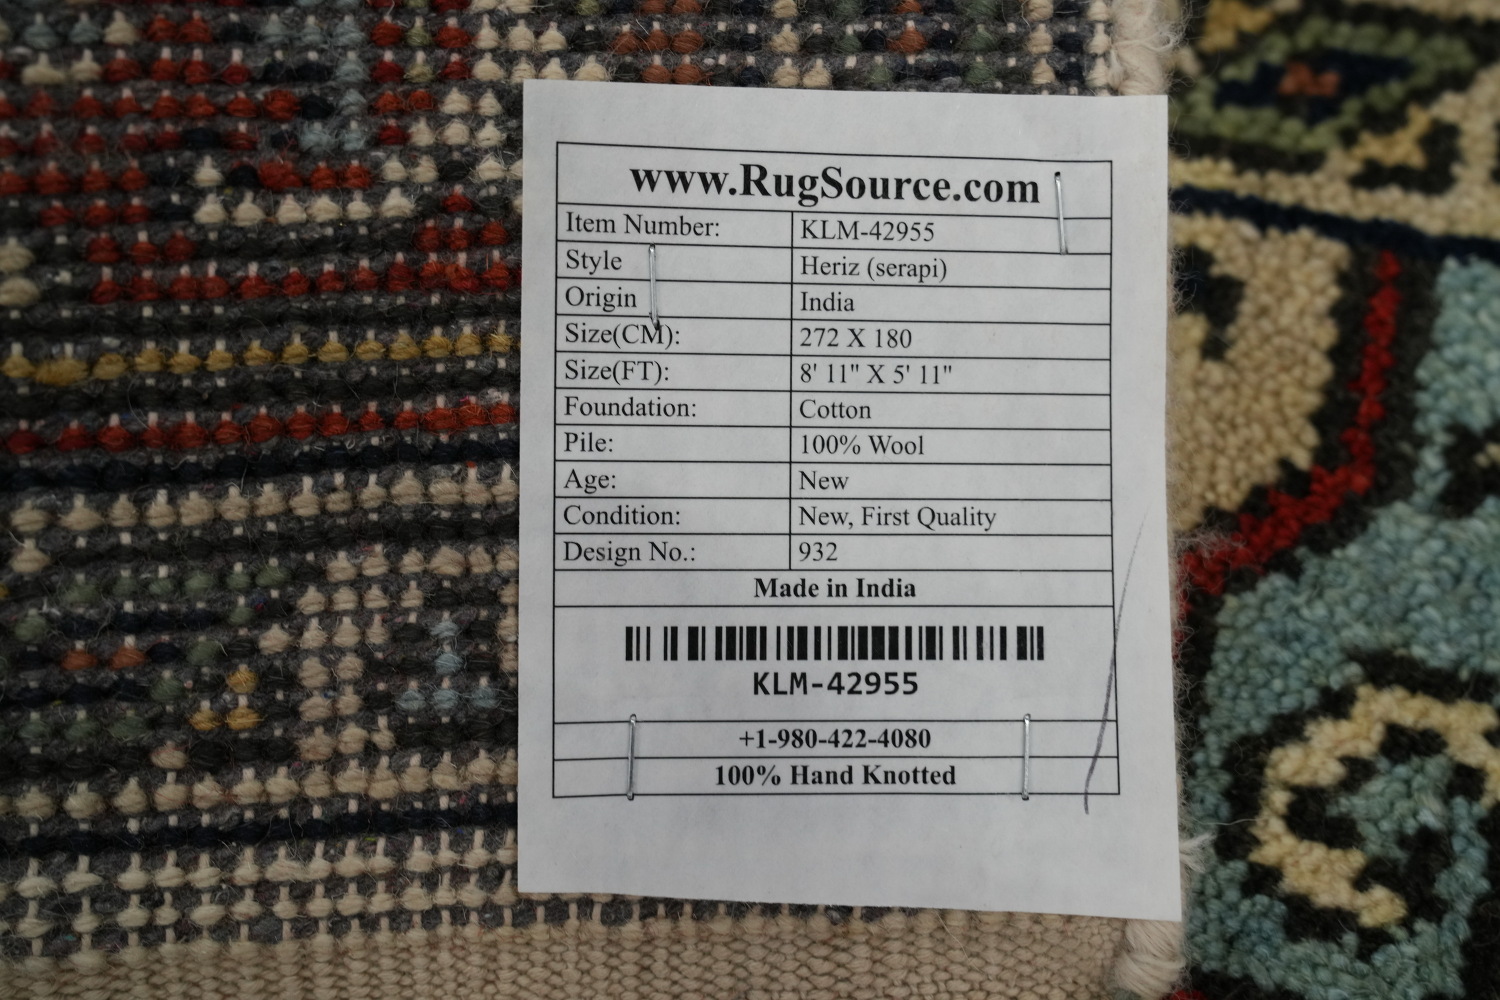 www.RugSource.com
Item Number: KLM-42955
Style Heriz (serapi)
Origin India
Size(CM): 272 X 180
Size(FT): 8' 11" X 5' 11"
Foundation: Cotton
Pile: 100% Wool
Age: New
Condition: New, First Quality
Design No.: 932
Made in India
KLM-42955
+1-980-422-4080
100% Hand Knotted